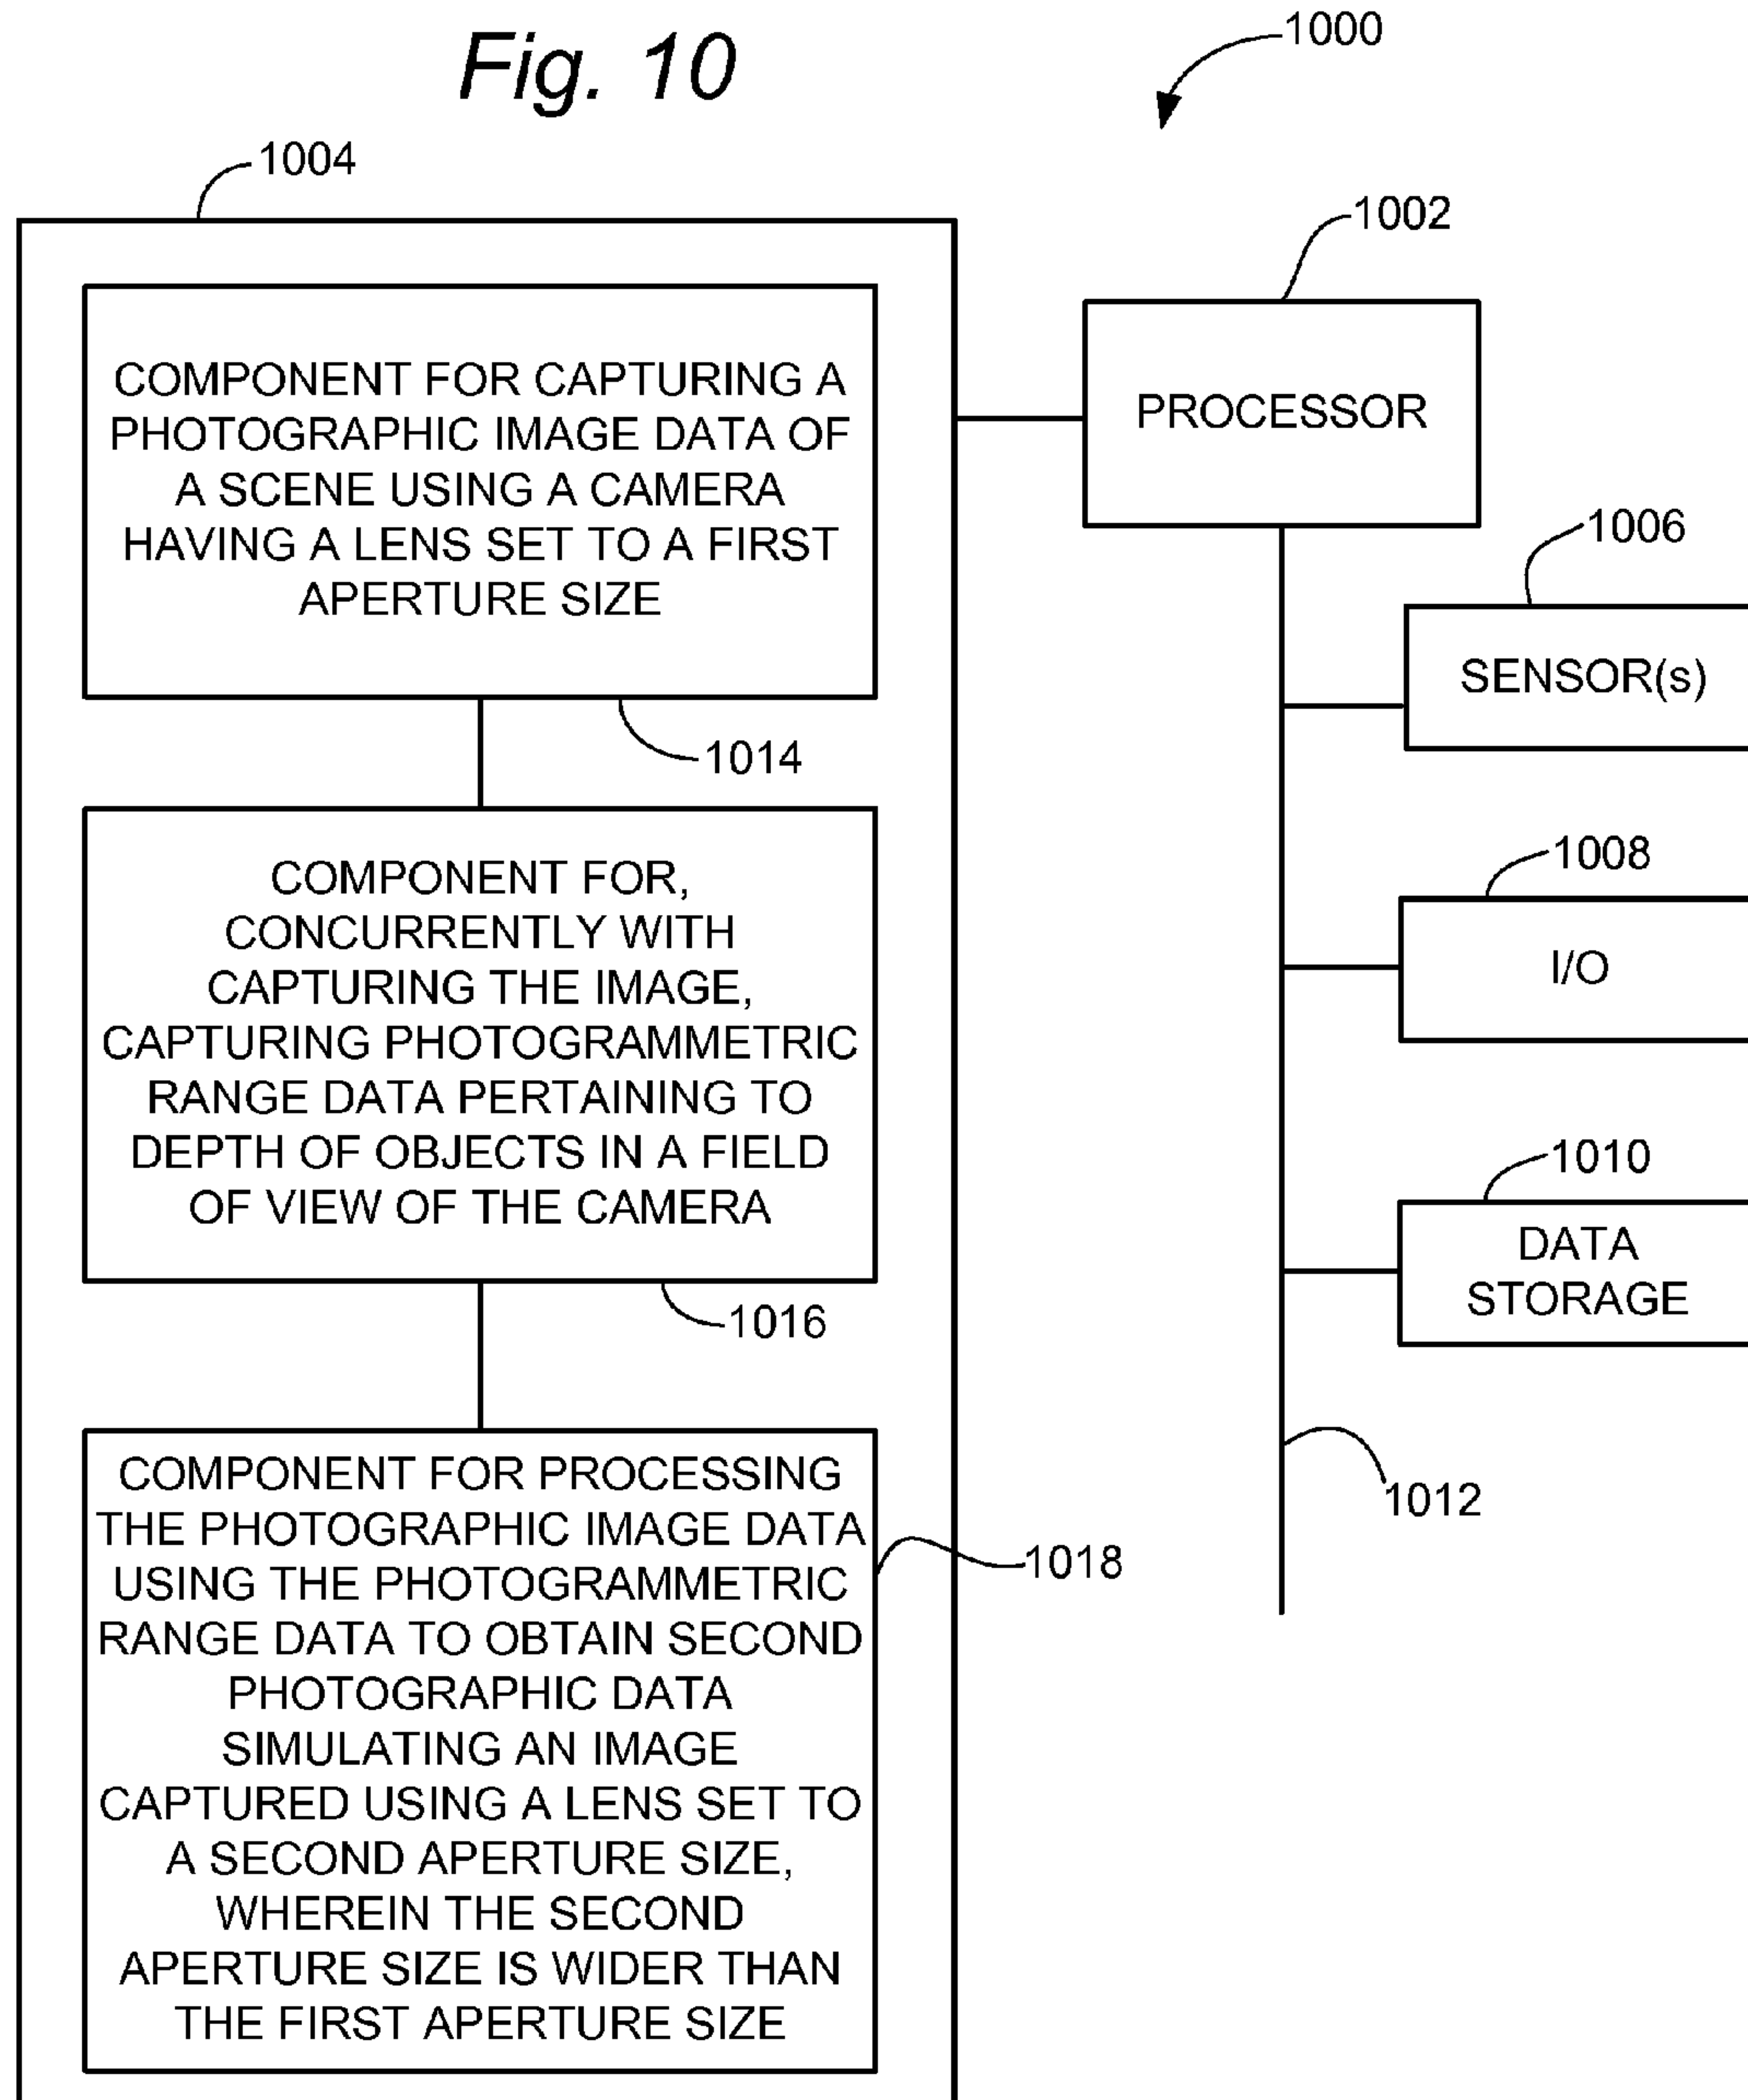 Fig. 10
1000
1004
1002
COMPONENT FOR CAPTURING A
PHOTOGRAPHIC IMAGE DATA OF
A SCENE USING A CAMERA
HAVING A LENS SET TO A FIRST
APERTURE SIZE
PROCESSOR
1006
SENSOR(s)
1014
1008
COMPONENT FOR,
CONCURRENTLY WITH
CAPTURING THE IMAGE,
CAPTURING PHOTOGRAMMETRIC
RANGE DATA PERTAINING TO
DEPTH OF OBJECTS IN A FIELD
OF VIEW OF THE CAMERA
I/O
1010
DATA
STORAGE
1016
COMPONENT FOR PROCESSING
THE PHOTOGRAPHIC IMAGE DATA
USING THE PHOTOGRAMMETRIC
RANGE DATA TO OBTAIN SECOND
PHOTOGRAPHIC DATA
SIMULATING AN IMAGE
CAPTURED USING A LENS SET TO
A SECOND APERTURE SIZE,
WHEREIN THE SECOND
APERTURE SIZE IS WIDER THAN
THE FIRST APERTURE SIZE
1012
1018